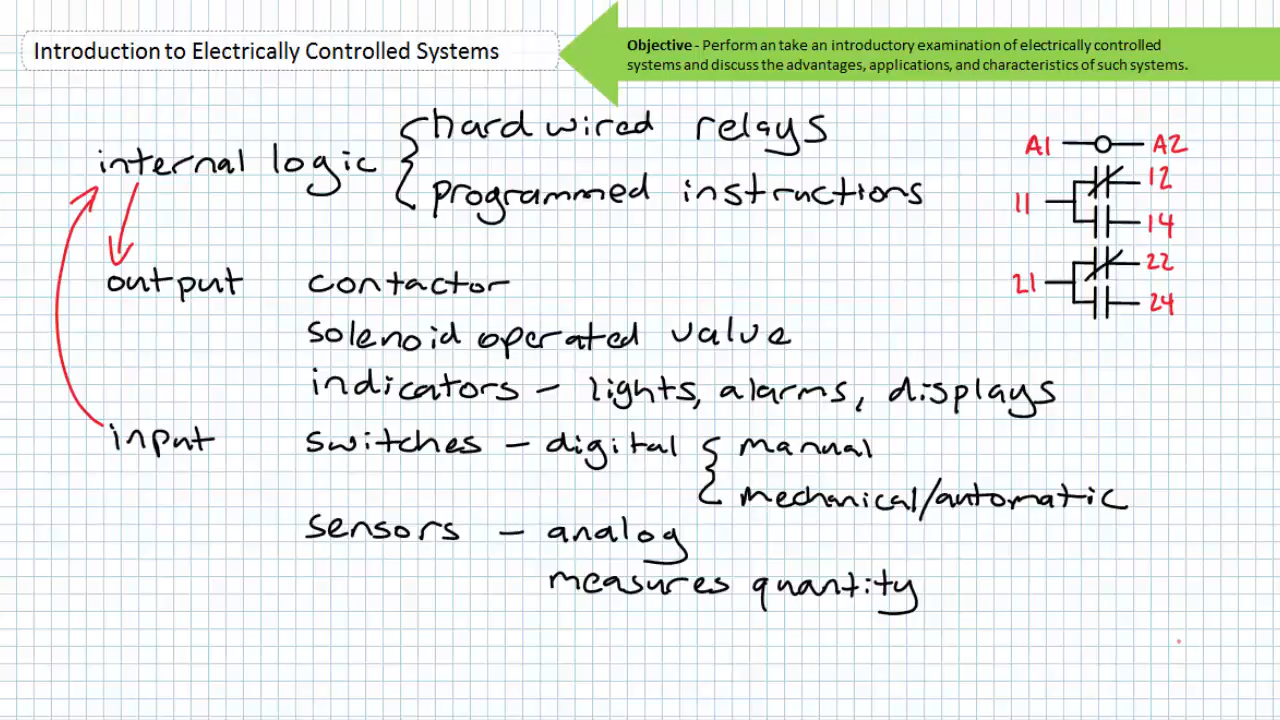 Introduction to Electrically Controlled Systems
Objective - Perform an take an introductory examination of electrically controlled
systems and discuss the advantages, applications, and characteristics of such systems.
internal logic { hard wired relays
programmed instructions
output contactor
solenoid operated value
indicators - lights, alarms, displays
input switches - digital { manual
mechanical/automatic
sensors - analog
measures quantity
A1 A2
12
11
14
22
21
24